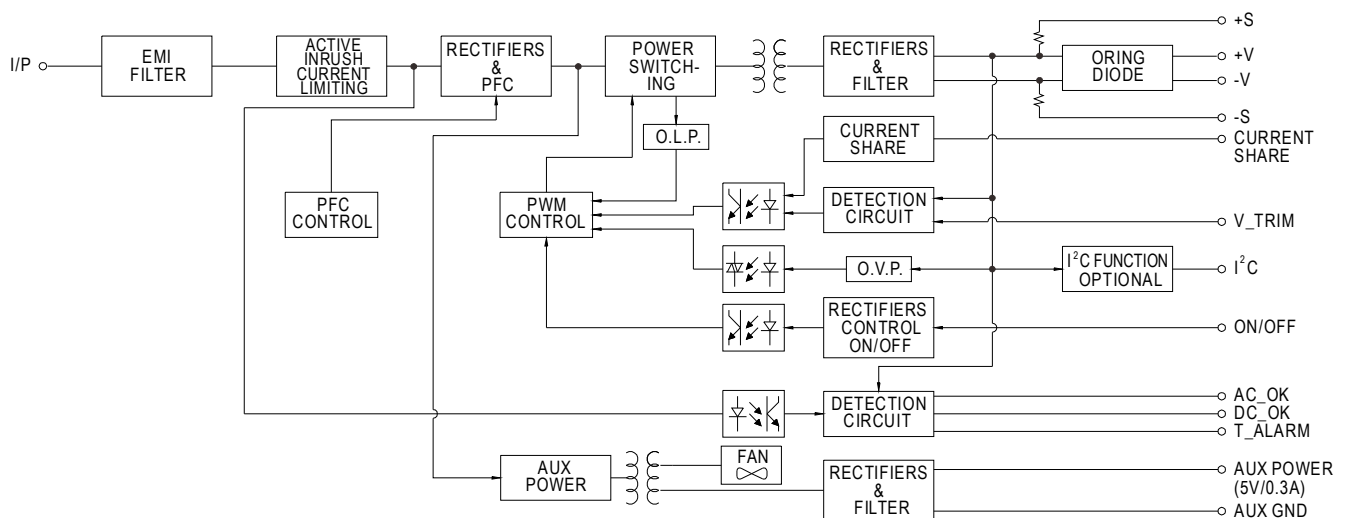 I/P
EMI
FILTER
ACTIVE
INRUSH
CURRENT
LIMITING
RECTIFIERS
&
PFC
POWER
SWITCH-
ING
RECTIFIERS
&
FILTER
ORING
DIODE
+S
+V
-V
-S
O.L.P.
CURRENT
SHARE
CURRENT
SHARE
PFC
CONTROL
PWM
CONTROL
DETECTION
CIRCUIT
V_TRIM
O.V.P.
I²C FUNCTION
OPTIONAL
I²C
RECTIFIERS
CONTROL
ON/OFF
ON/OFF
DETECTION
CIRCUIT
AC_OK
DC_OK
T_ALARM
AUX
POWER
FAN
RECTIFIERS
&
FILTER
AUX POWER
(5V/0.3A)
AUX GND